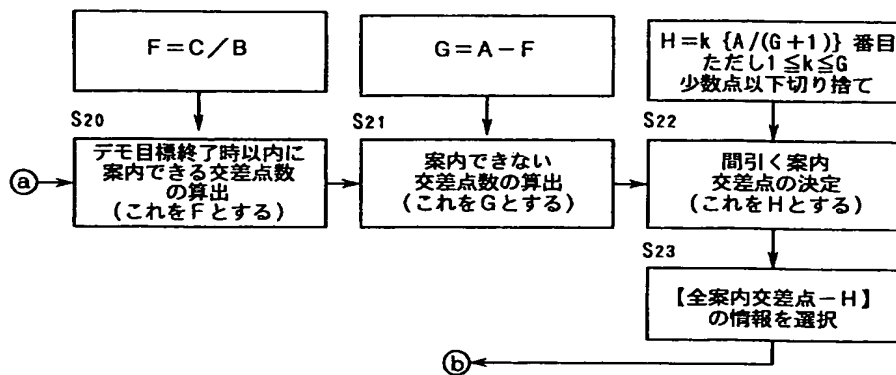 F=C/B
G=A-F
H=k {A/(G+1)} 番目
ただし1≦k≦G
少数点以下切り捨て
S20
S21
S22
デモ目標終了時以内に
案内できる交差点数
の算出
(これをFとする)
案内できない
交差点数の算出
(これをGとする)
間引く案内
交差点の決定
(これをHとする)
a
S23
【全案内交差点-H】
の情報を選択
b